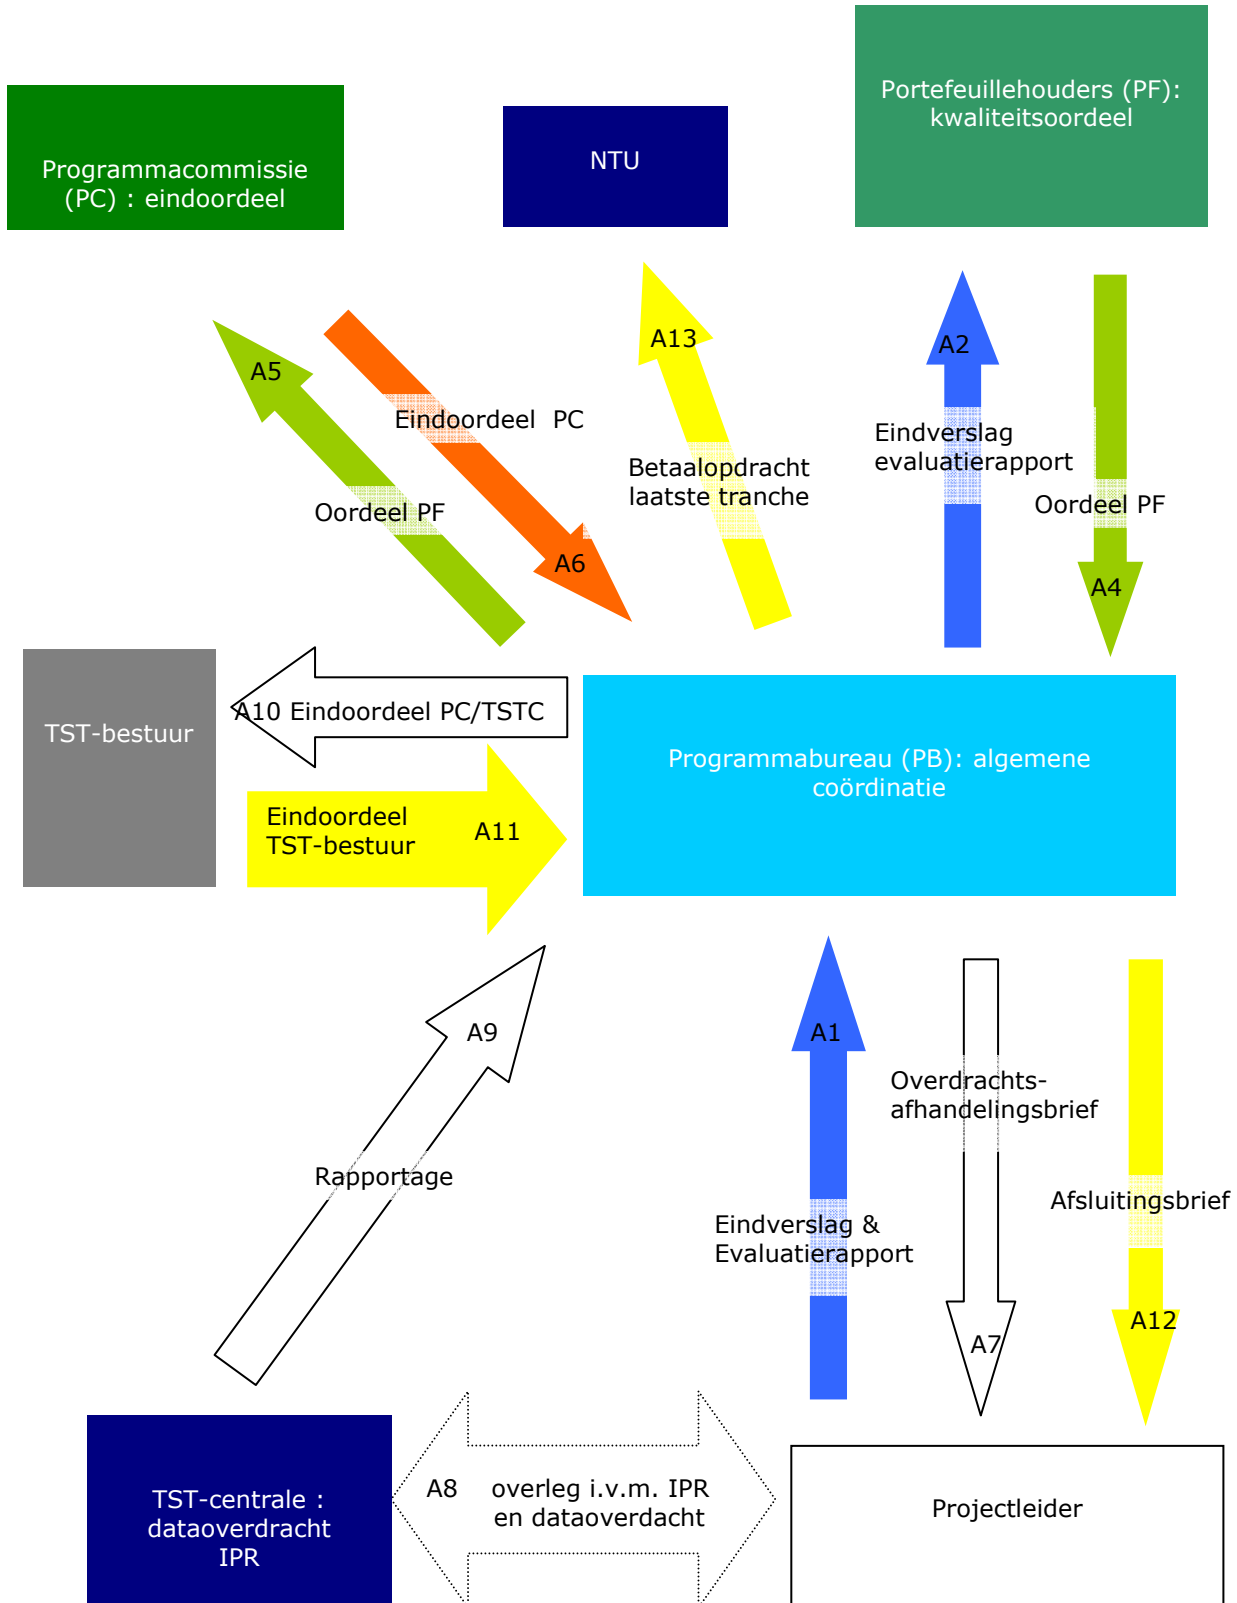 Portefeuillehouders (PF):
kwaliteitsoordeel
Programmacommissie
(PC) : eindoordeel
NTU
A13
A2
A5
Eindoordeel  PC
Eindverslag
evaluatierapport
Betaalopdracht
laatste tranche
Oordeel PF
Oordeel PF
A6
A4
A10 Eindoordeel PC/TSTC
TST-bestuur
Programmabureau (PB): algemene
coördinatie
Eindoordeel
TST-bestuur
A11
A9
A1
Overdrachts-
afhandelingsbrief
Rapportage
Afsluitingsbrief
Eindverslag &
Evaluatierapport
A12
A7
A8
overleg i.v.m. IPR
en dataoverdacht
TST-centrale :
dataoverdracht
IPR
Projectleider